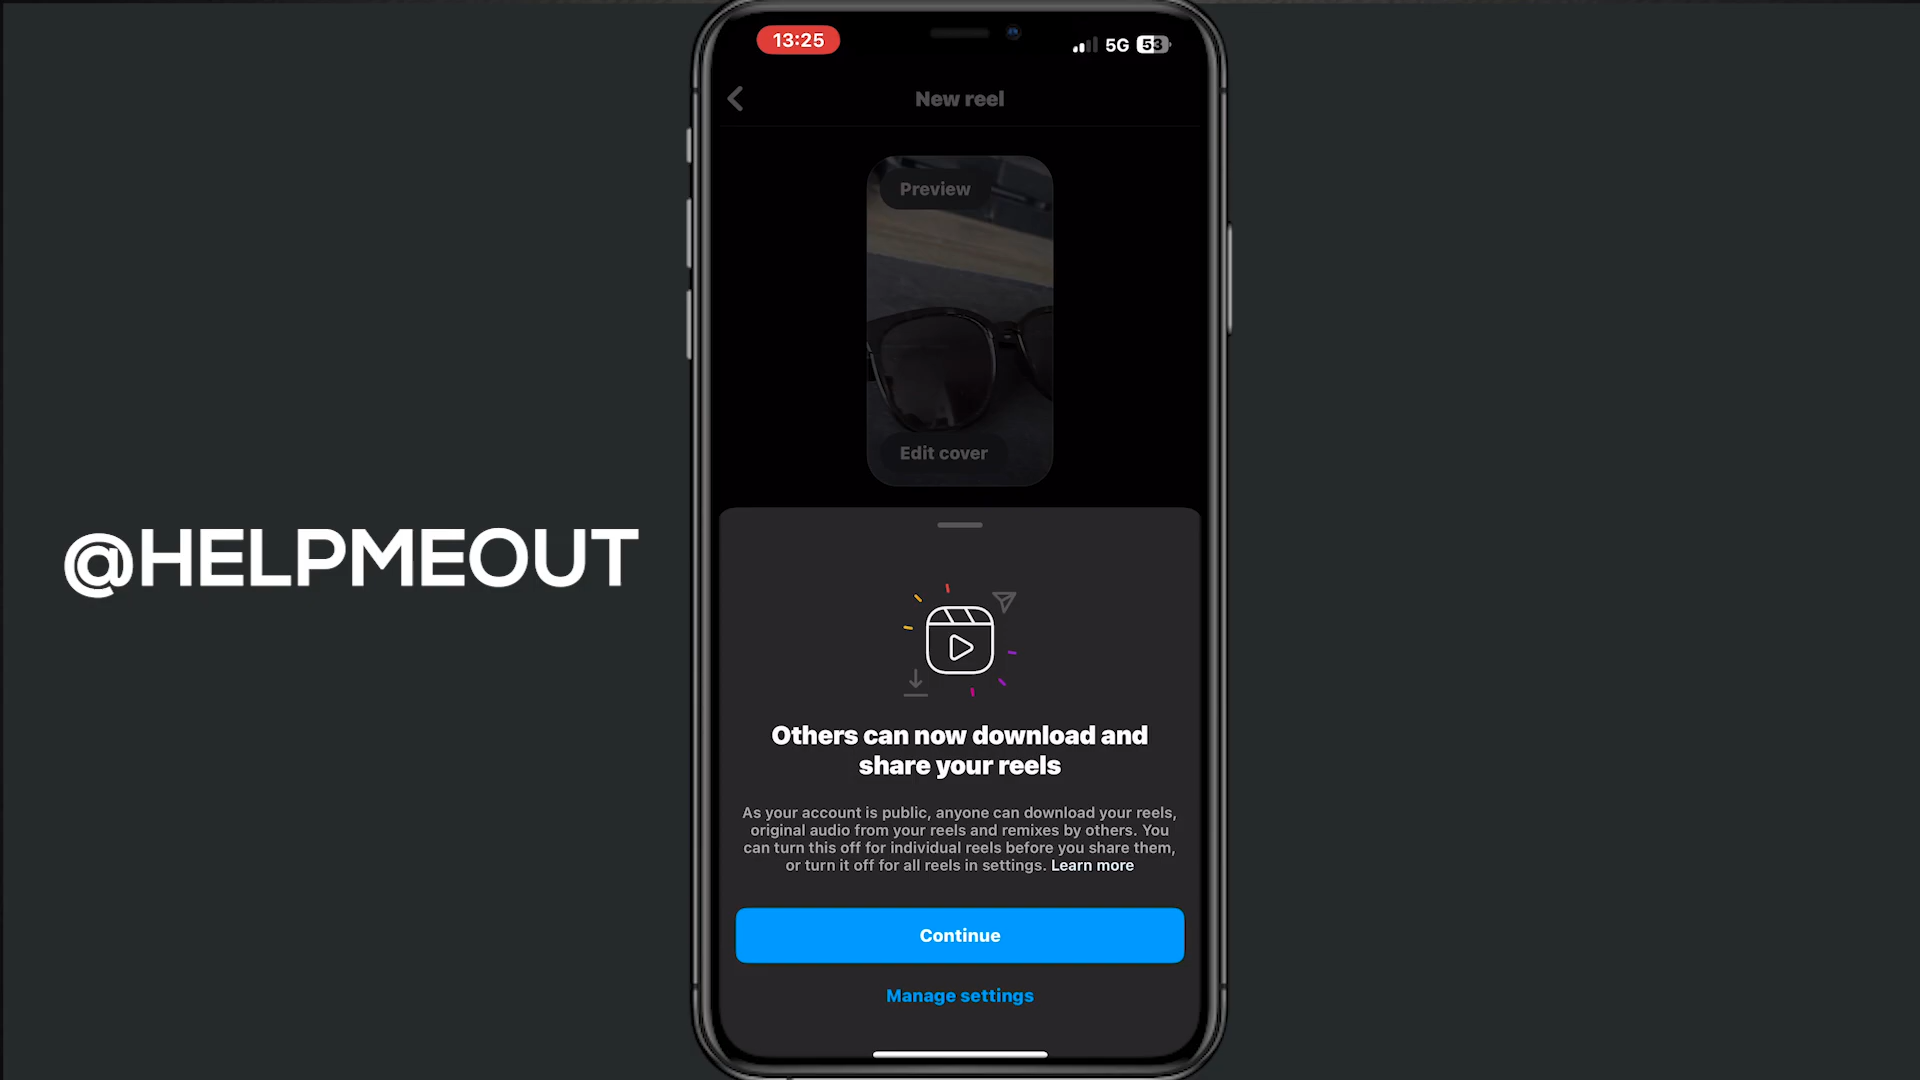 13:25
5G 53
New reel
Preview
Edit cover
@HELPMEOUT
Others can now download and
share your reels
As your account is public, anyone can download your reels,
original audio from your reels and remixes by others. You
can turn this off for individual reels before you share them,
or turn it off for all reels in settings. Learn more
Continue
Manage settings